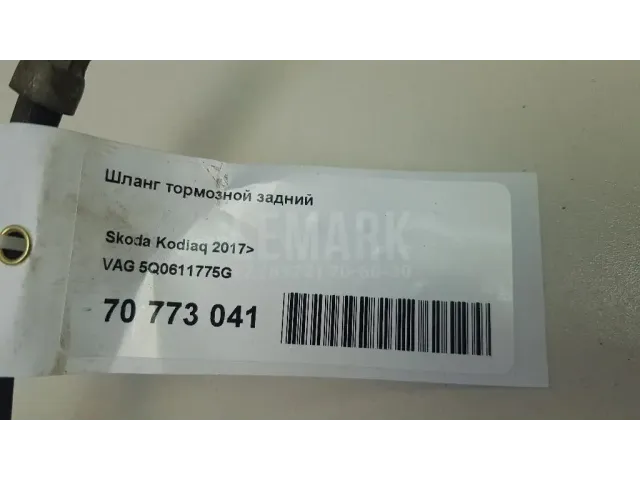 Шланг тормозной задний
Skoda Kodiaq 2017>
VAG 5Q0611775G
70 773 041